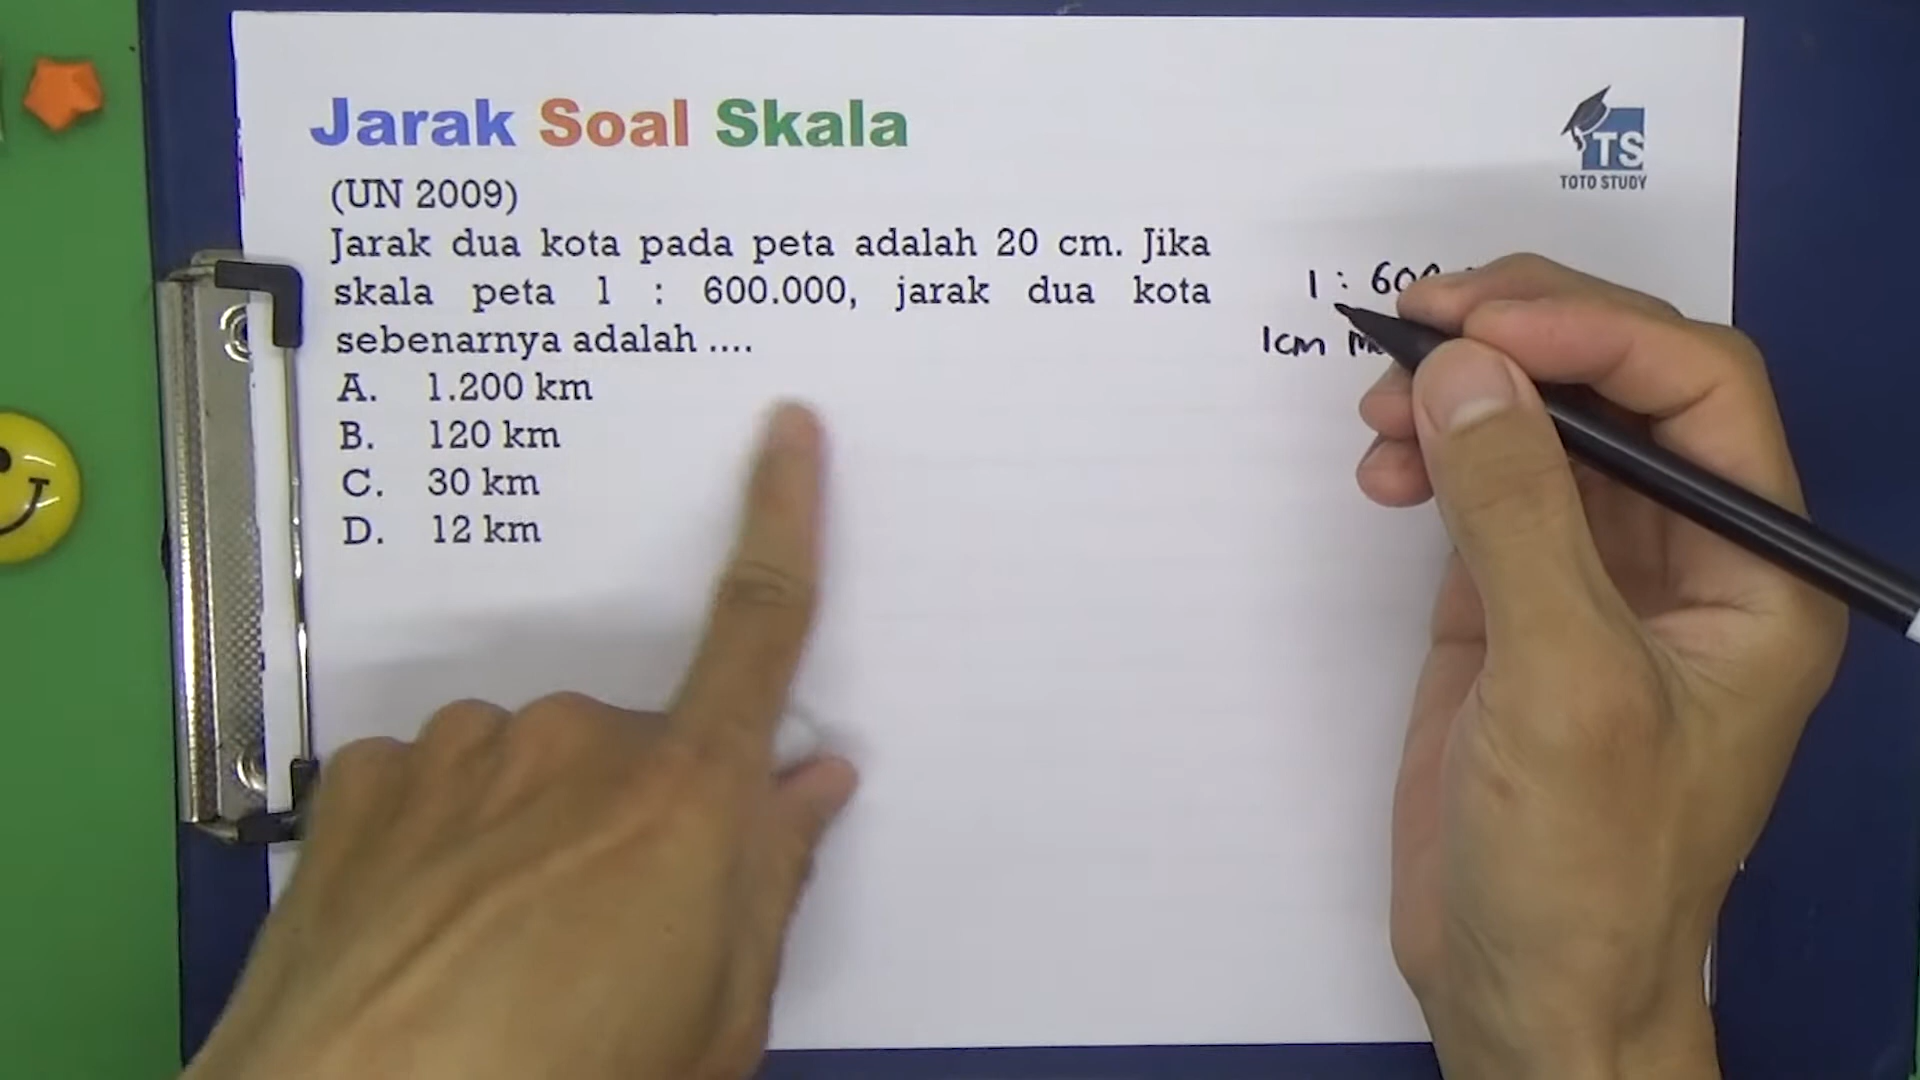 Jarak Soal Skala
TS
TOTO STUDY
(UN 2009)
Jarak dua kota pada peta adalah 20 cm. Jika
skala peta 1 : 600.000, jarak dua kota
sebenarnya adalah ....
A. 1.200 km
B. 120 km
C. 30 km
D. 12 km
1 : 600
1cm